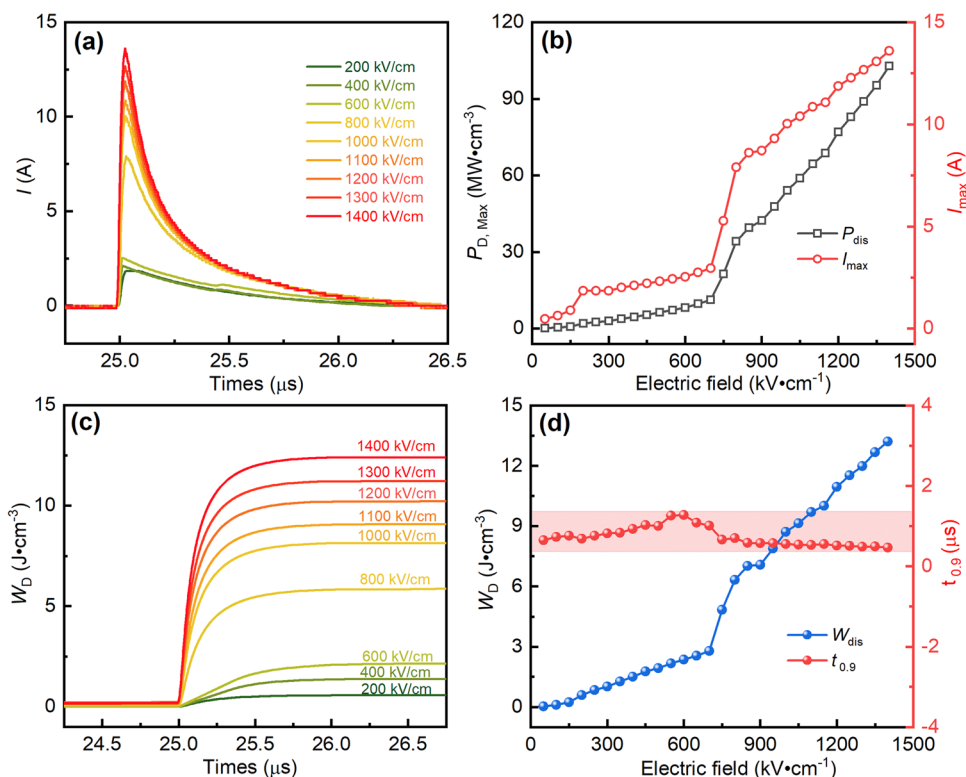 (a)
200 kV/cm
400 kV/cm
600 kV/cm
800 kV/cm
1000 kV/cm
1100 kV/cm
1200 kV/cm
1300 kV/cm
1400 kV/cm
15
10
5
0
I (A)
25.0
25.5
26.0
26.5
Times (μs)
(b)
120
90
60
30
0
P_D, Max (MW•cm⁻³)
15
10
5
0
I_max (A)
P_dis
I_max
0
300
600
900
1200
1500
Electric field (kV•cm⁻¹)
(c)
15
10
5
0
W_D (J•cm⁻³)
1400 kV/cm
1300 kV/cm
1200 kV/cm
1100 kV/cm
1000 kV/cm
800 kV/cm
600 kV/cm
400 kV/cm
200 kV/cm
24.5
25.0
25.5
26.0
26.5
Times (μs)
(d)
15
12
9
6
3
0
W_D (J•cm⁻³)
4
2
0
-2
-4
t_0.9 (μs)
W_dis
t_0.9
0
300
600
900
1200
1500
Electric field (kV•cm⁻¹)